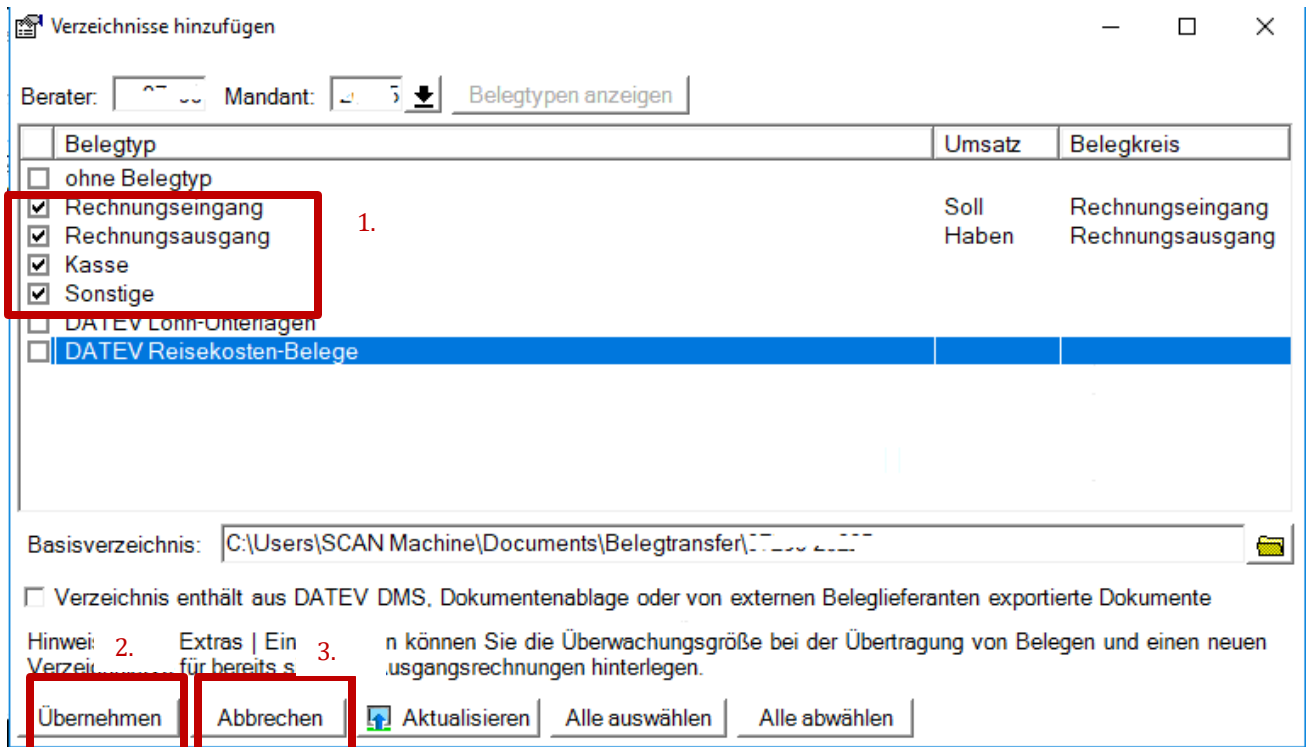 Verzeichnisse hinzufügen
Berater: Mandant: Belegtypen anzeigen
Belegtyp Umsatz Belegkreis
ohne Belegtyp
Rechnungseingang Soll Rechnungseingang
1.
Rechnungsausgang Haben Rechnungsausgang
Kasse
Sonstige
DATEV Lohn-Unterlagen
DATEV Reisekosten-Belege
Basisverzeichnis: C:\Users\SCAN Machine\Documents\Belegtransfer\
Verzeichnis enthält aus DATEV DMS, Dokumentenablage oder von externen Beleglieferanten exportierte Dokumente
2. Extras | 3. können Sie die Überwachungsgröße bei der Übertragung von Belegen und einen neuen
für bereits
hinterlegen.
Übernehmen Abbrechen Aktualisieren Alle auswählen Alle abwählen